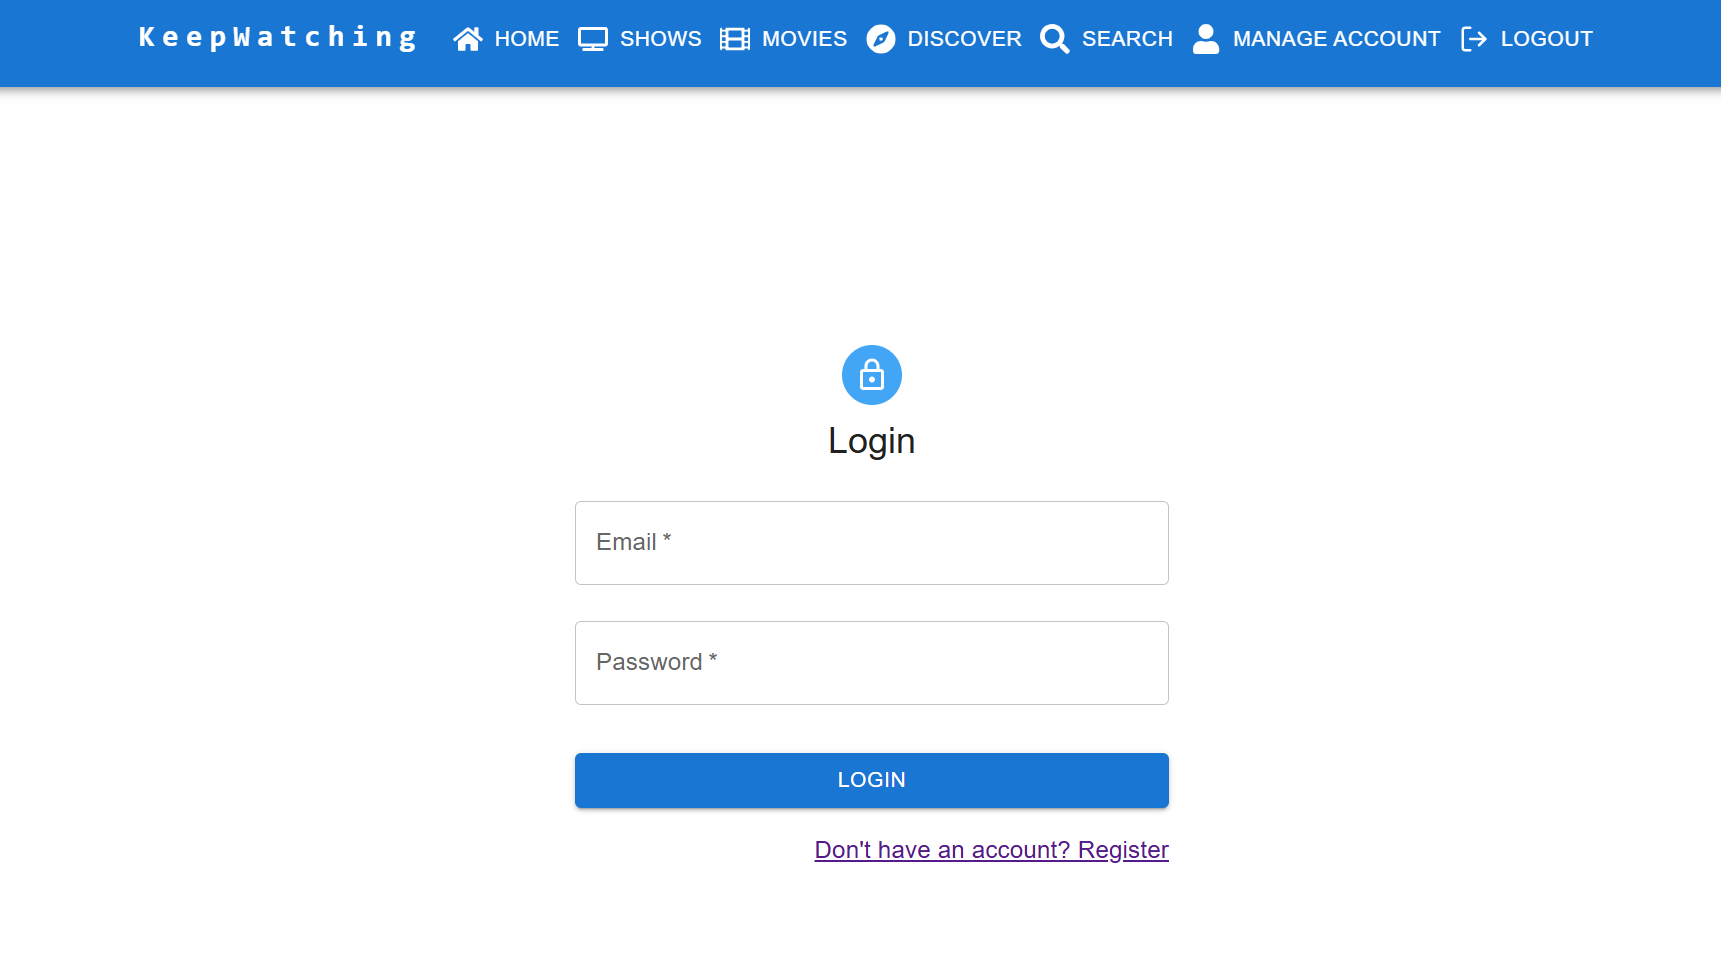 KeepWatching HOME SHOWS MOVIES DISCOVER SEARCH MANAGE ACCOUNT LOGOUT
Login
Email *
Password *
LOGIN
Don't have an account? Register